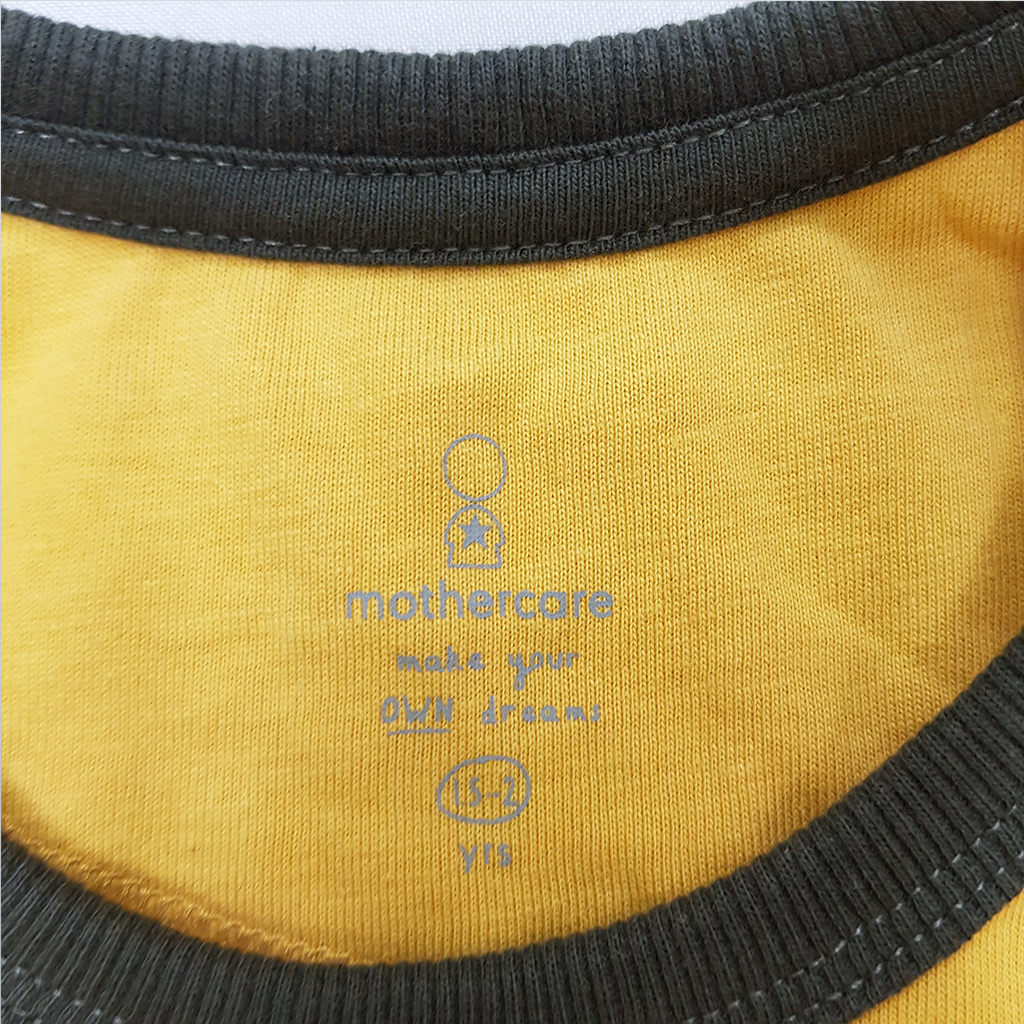 mothercare
make your
OWN dreams
1.5-2
yrs